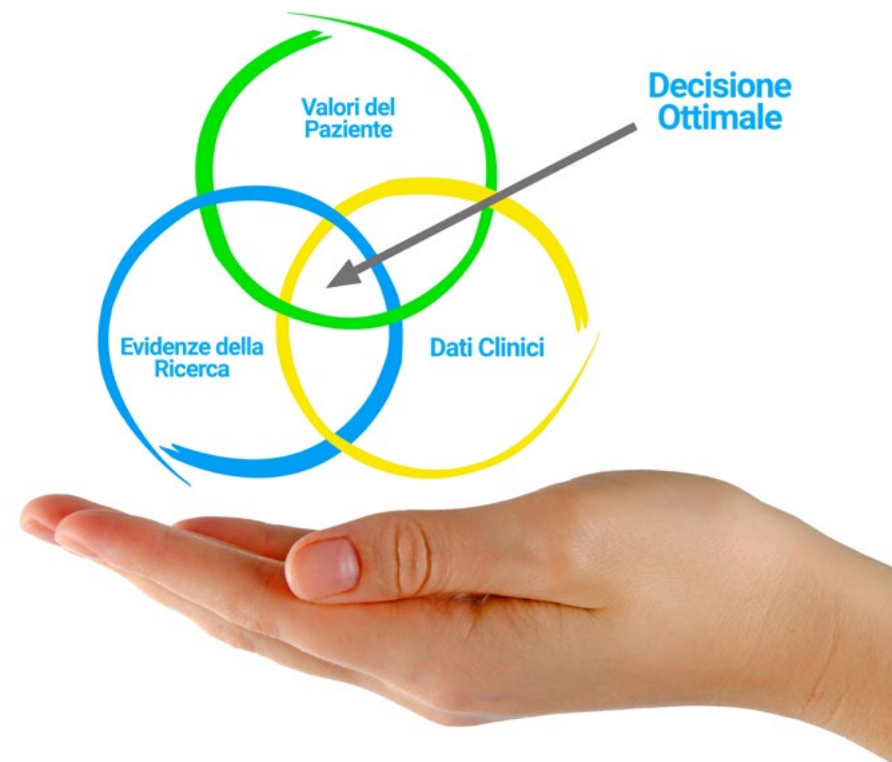 Valori del
Paziente
Decisione
Ottimale
Evidenze della
Ricerca
Dati Clinici